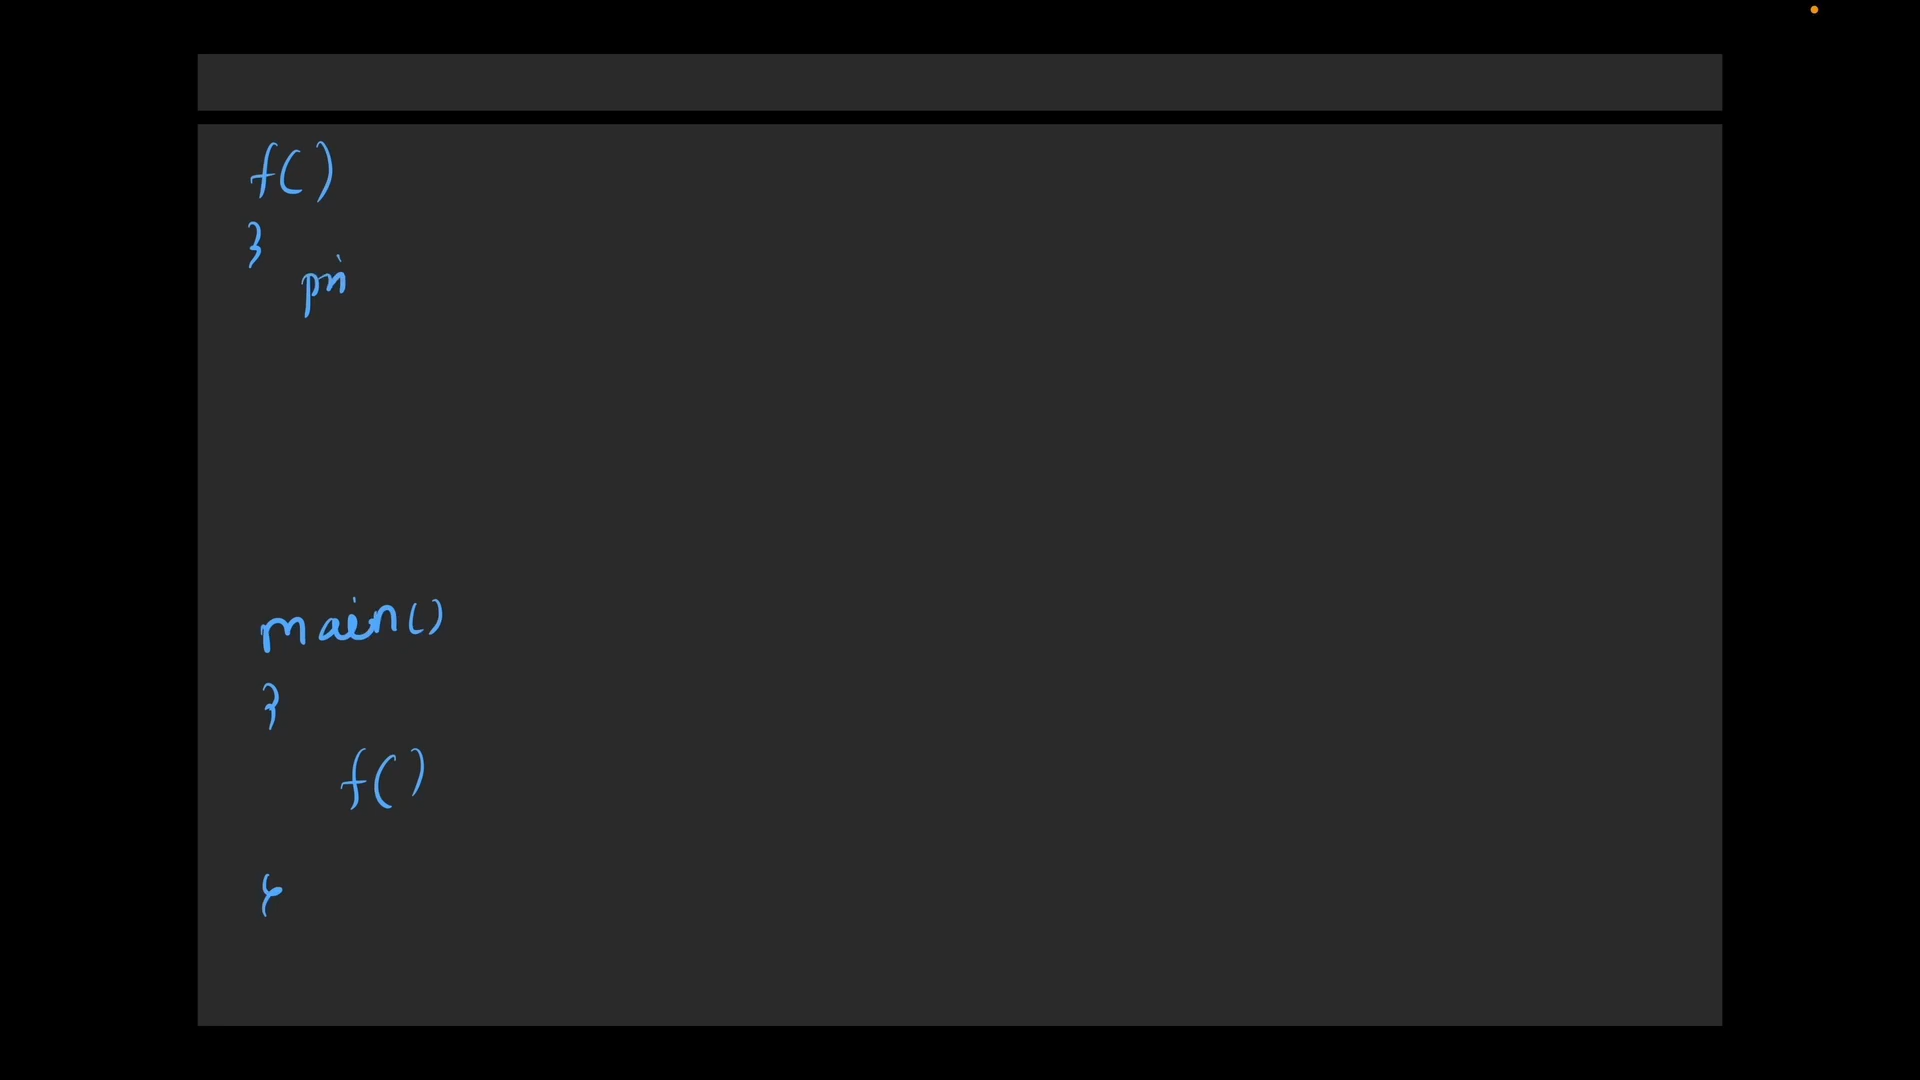 f()
}
pri
main()
}
f()
{